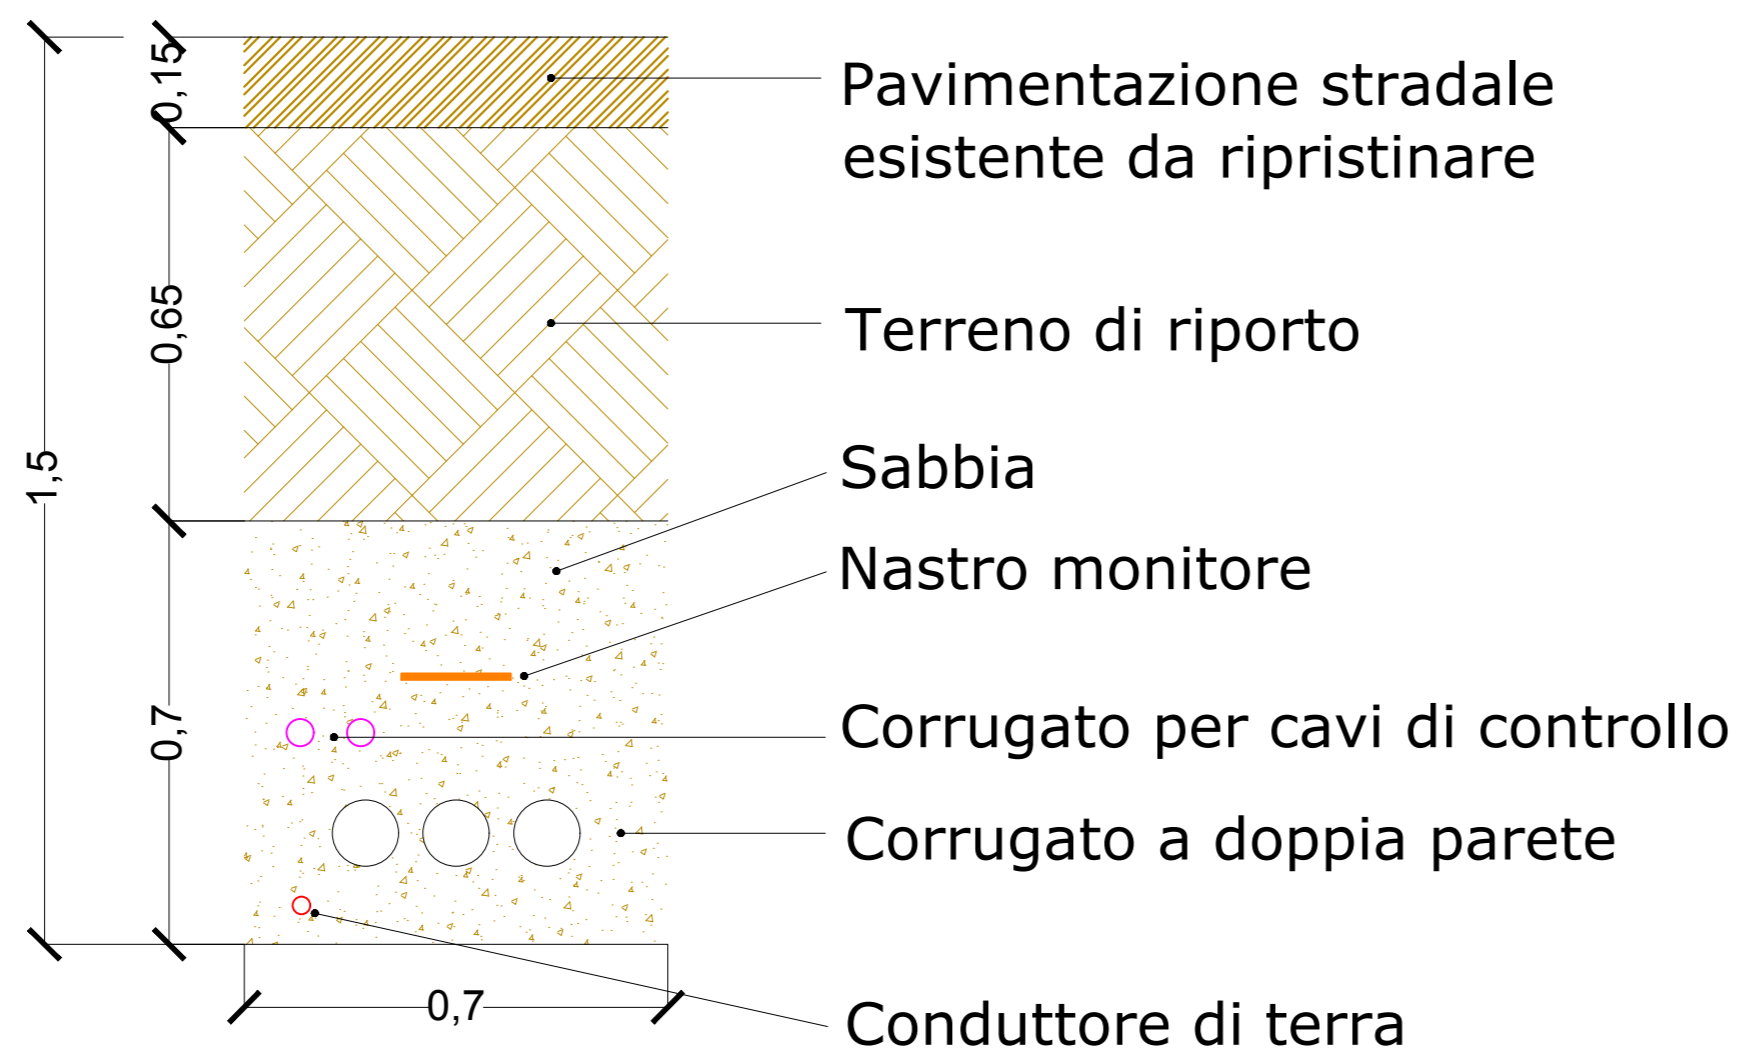 0,15
Pavimentazione stradale
esistente da ripristinare
0,65
Terreno di riporto
1,5
Sabbia
Nastro monitore
0,7
Corrugato per cavi di controllo
Corrugato a doppia parete
0,7
Conduttore di terra